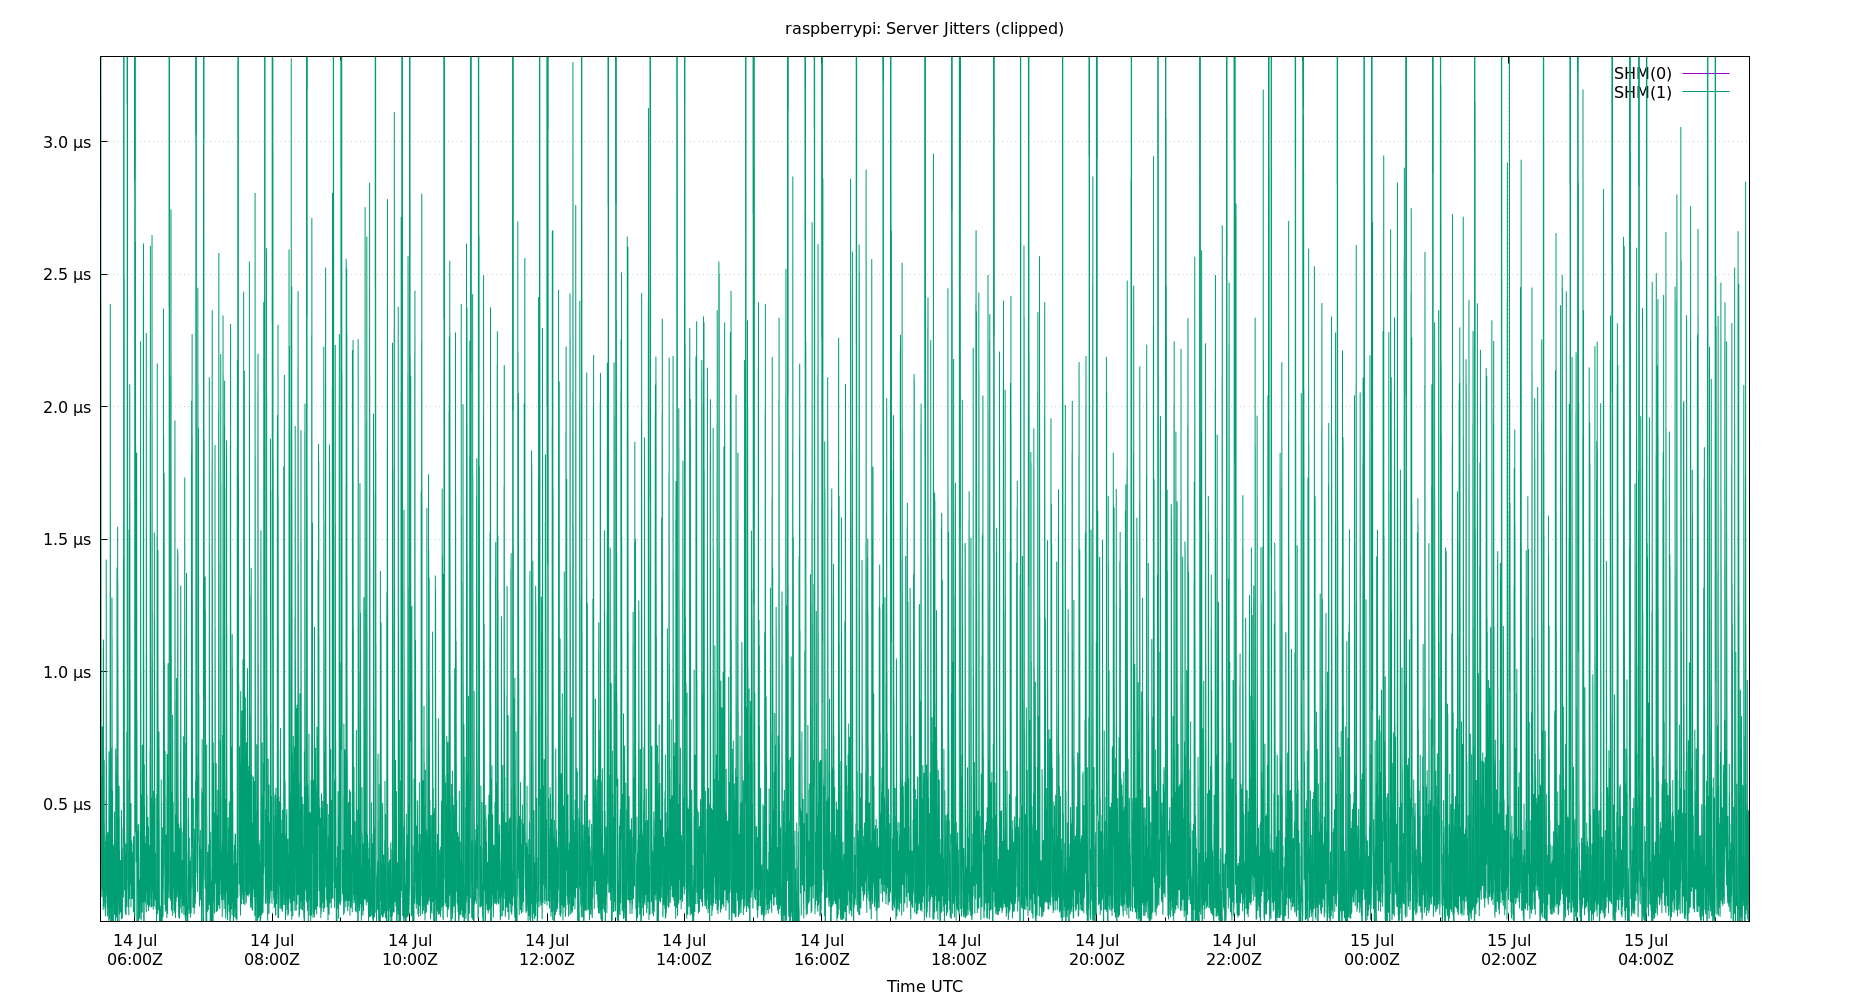 raspberrypi: Server Jitters (clipped)
SHM(0)
SHM(1)
3.0 µs
2.5 µs
2.0 µs
1.5 µs
1.0 µs
0.5 µs
14 Jul 14 Jul 14 Jul 14 Jul 14 Jul 14 Jul 14 Jul 14 Jul 14 Jul 15 Jul 15 Jul 15 Jul
06:00Z 08:00Z 10:00Z 12:00Z 14:00Z 16:00Z 18:00Z 20:00Z 22:00Z 00:00Z 02:00Z 04:00Z
Time UTC